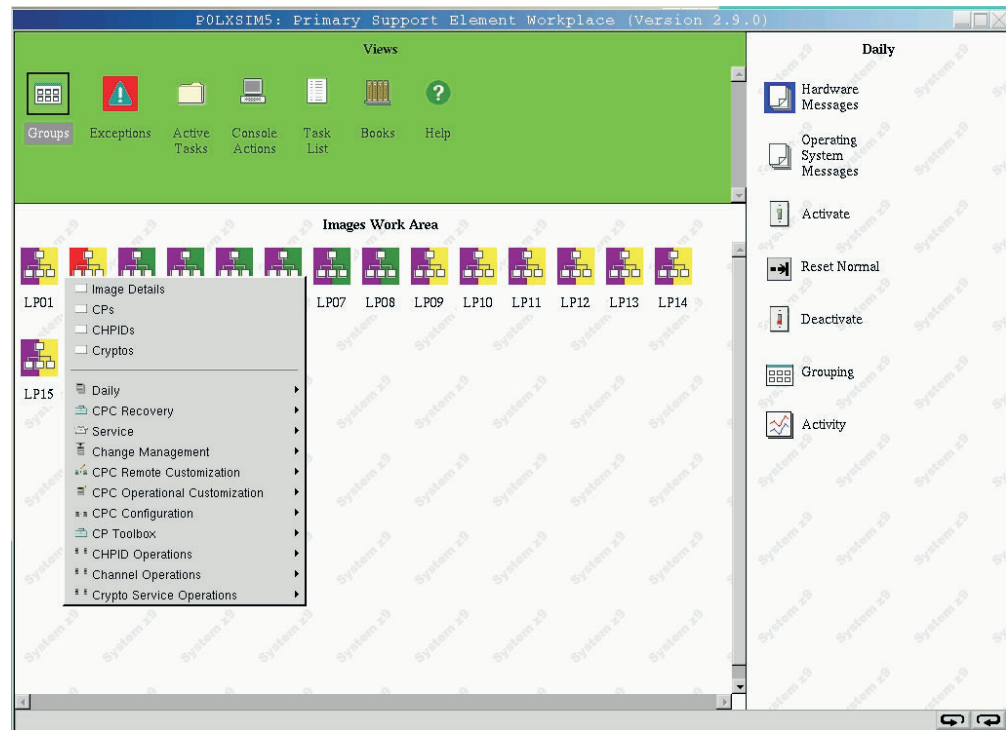 P0LXSIM5: Primary Support Element Workplace (Version 2.9.0)
Views
Groups
Exceptions
Active
Tasks
Console
Actions
Task
List
Books
Help
Images Work Area
LP01
LP07
LP08
LP09
LP10
LP11
LP12
LP13
LP14
LP15
Image Details
CPs
CHPIDs
Cryptos
Daily
CPC Recovery
Service
Change Management
CPC Remote Customization
CPC Operational Customization
CPC Configuration
CP Toolbox
CHPID Operations
Channel Operations
Crypto Service Operations
Daily
Hardware
Messages
Operating
System
Messages
Activate
Reset Normal
Deactivate
Grouping
Activity
System z9